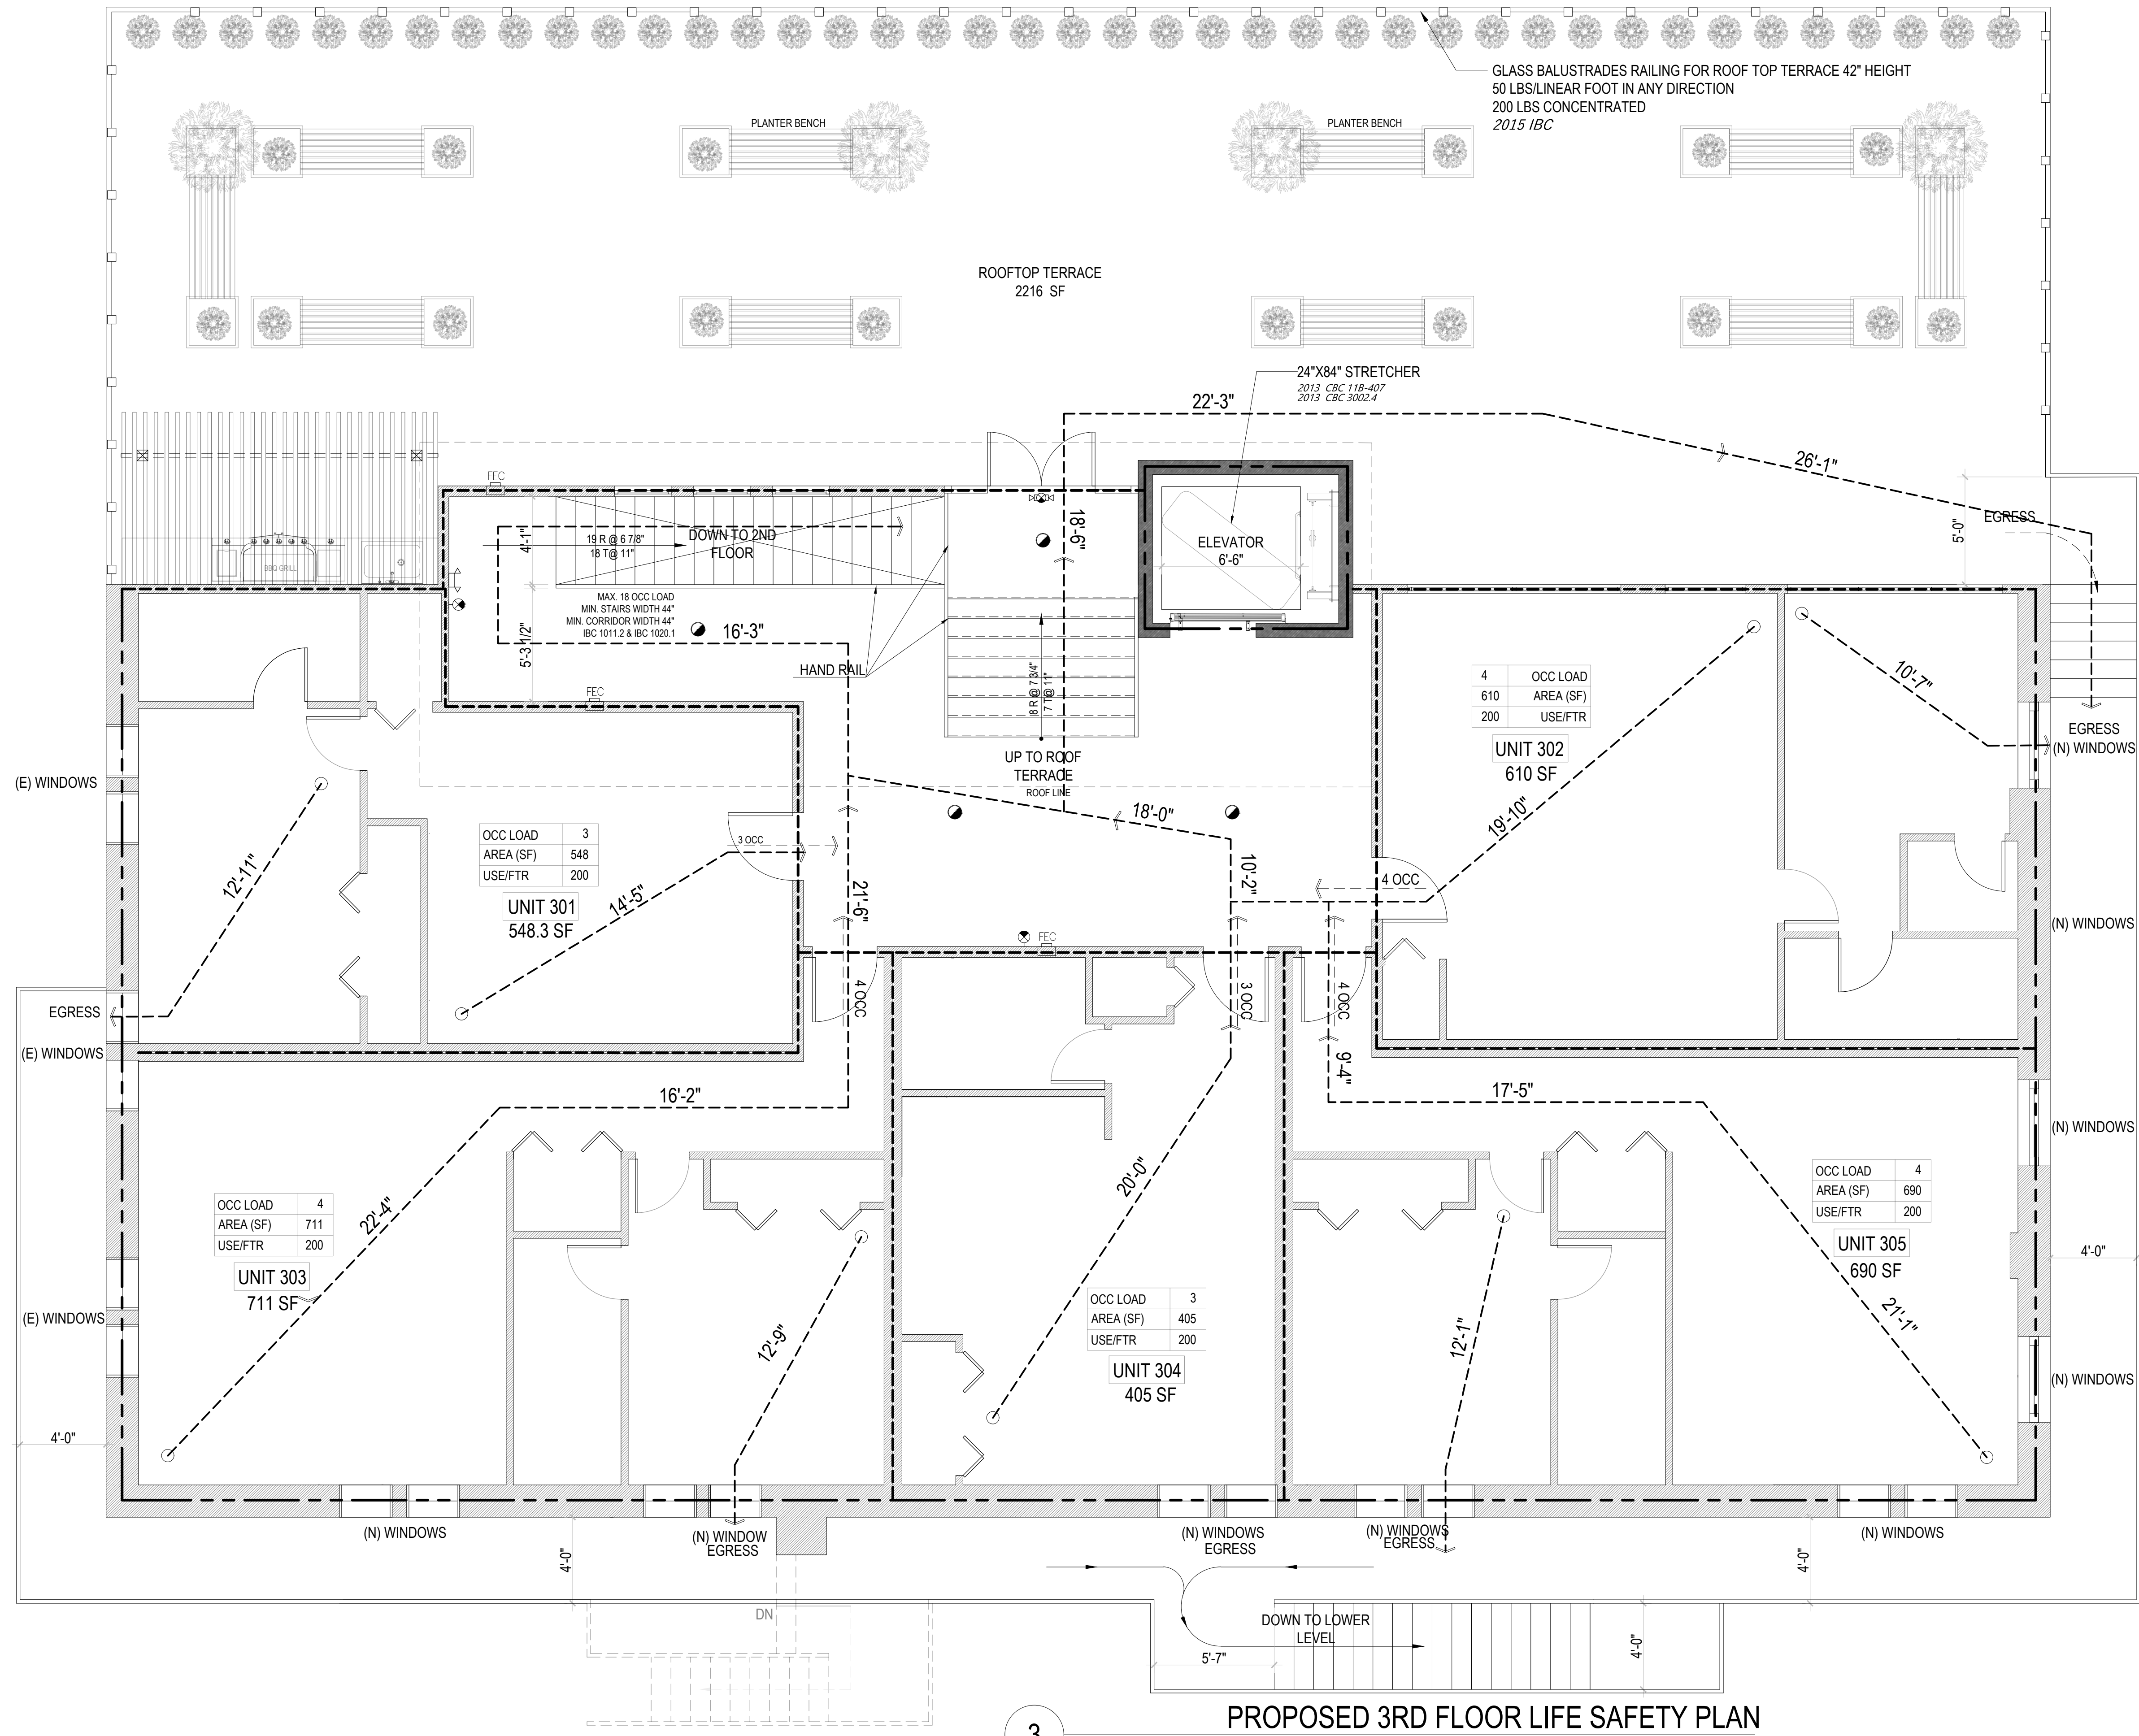 GLASS BALUSTRADES RAILING FOR ROOF TOP TERRACE 42" HEIGHT
50 LBS/LINEAR FOOT IN ANY DIRECTION
200 LBS CONCENTRATED
2015 IBC
PLANTER BENCH
PLANTER BENCH
ROOFTOP TERRACE
2216 SF
24"X84" STRETCHER
2013 CBC 11B-407
2013 CBC 3002.4
22'-3"
26'-1"
FEC
18'-6"
EGRESS
5'-0"
4'-1"
19 R @ 6 7/8"
18 T@ 11"
DOWN TO 2ND
FLOOR
ELEVATOR
6'-6"
BBQ GRILL
MAX. 18 OCC LOAD
MIN. STAIRS WIDTH 44"
MIN. CORRIDOR WIDTH 44"
IBC 1011.2 & IBC 1020.1
5'-3 1/2"
16'-3"
HAND RAIL
8 R @ 7 3/4"
7 T@ 11"
FEC
4 OCC LOAD
610 AREA (SF)
200 USE/FTR
UNIT 302
610 SF
10'-7"
EGRESS
(N) WINDOWS
UP TO ROOF
TERRACE
ROOF LINE
(E) WINDOWS
18'-0"
19'-10"
OCC LOAD 3
AREA (SF) 548
USE/FTR 200
UNIT 301
548.3 SF
3 OCC
12'-11"
14'-5"
21'-6"
10'-2"
4 OCC
(N) WINDOWS
FEC
4 OCC
3 OCC
4 OCC
EGRESS
(E) WINDOWS
9'-4"
16'-2"
17'-5"
(N) WINDOWS
OCC LOAD 4
AREA (SF) 711
USE/FTR 200
UNIT 303
711 SF
22'-4"
20'-0"
OCC LOAD 4
AREA (SF) 690
USE/FTR 200
UNIT 305
690 SF
4'-0"
(E) WINDOWS
12'-9"
OCC LOAD 3
AREA (SF) 405
USE/FTR 200
UNIT 304
405 SF
12'-1"
21'-1"
(N) WINDOWS
4'-0"
(N) WINDOWS
(N) WINDOW
EGRESS
(N) WINDOWS
EGRESS
(N) WINDOWS
EGRESS
(N) WINDOWS
4'-0"
4'-0"
DN
DOWN TO LOWER
LEVEL
4'-0"
5'-7"
3
PROPOSED 3RD FLOOR LIFE SAFETY PLAN